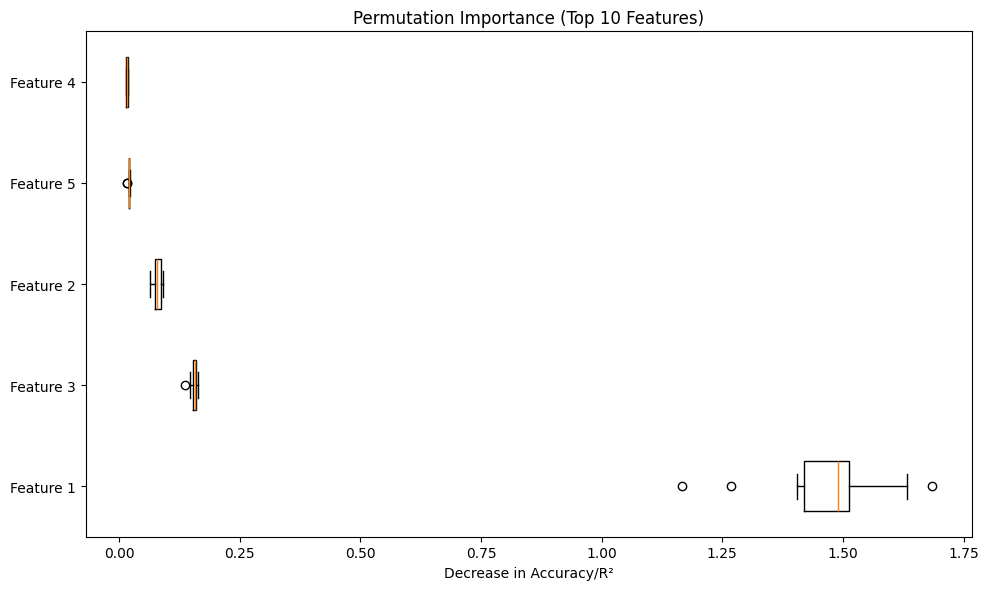 Permutation Importance (Top 10 Features)
Feature 4
Feature 5
Feature 2
Feature 3
Feature 1
0.00 0.25 0.50 0.75 1.00 1.25 1.50 1.75
Decrease in Accuracy/R²